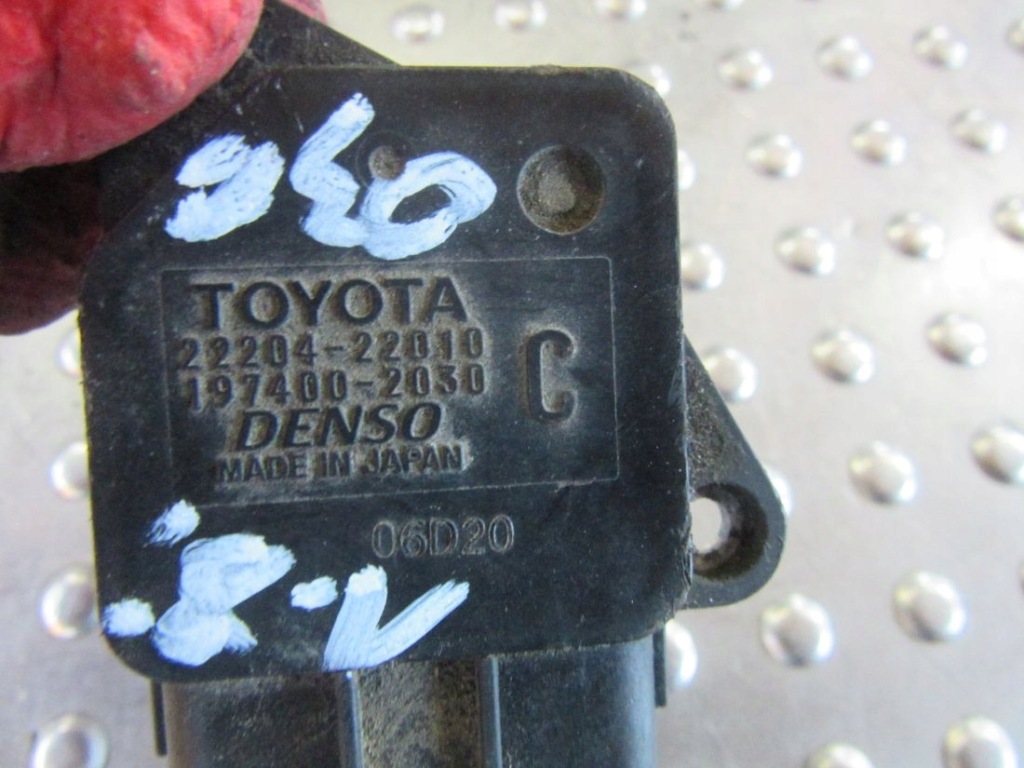 TOYOTA
22204-22010
197400-2030
C
DENSO
MADE IN JAPAN
06D20